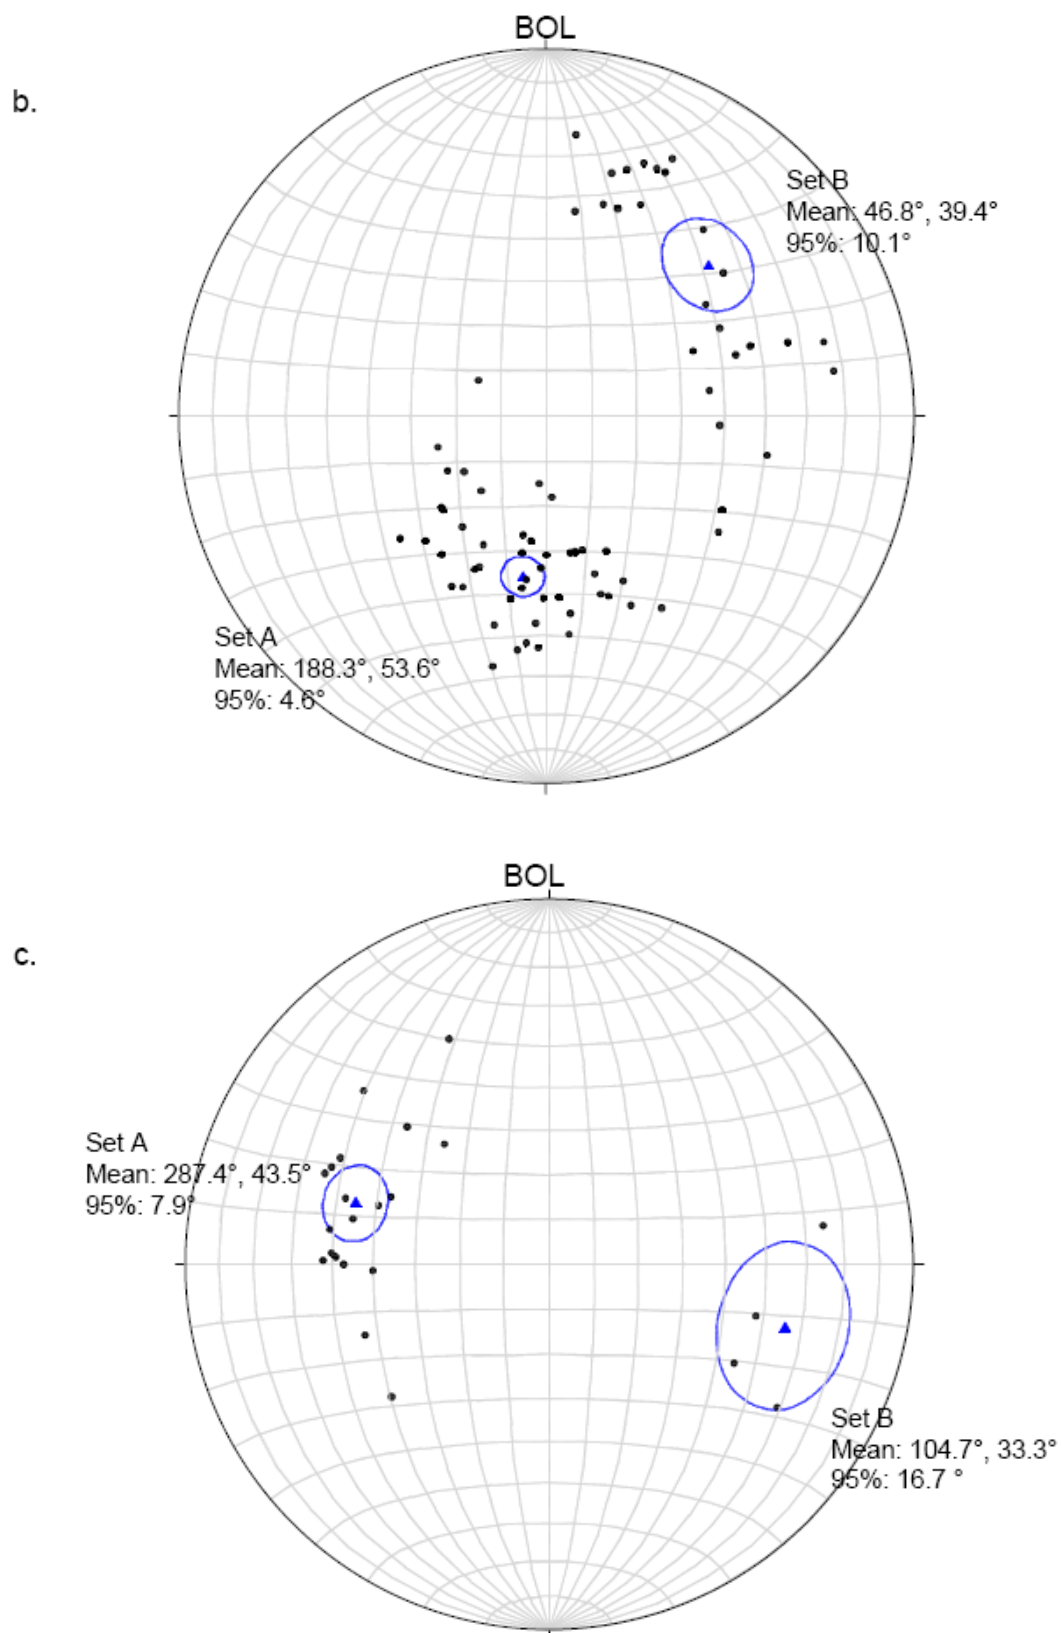 BOL
b.
Set B
Mean: 46.8°, 39.4°
95%: 10.1°
Set A
Mean: 188.3°, 53.6°
95%: 4.6°
BOL
c.
Set A
Mean: 287.4°, 43.5°
95%: 7.9°
Set B
Mean: 104.7°, 33.3°
95%: 16.7 °